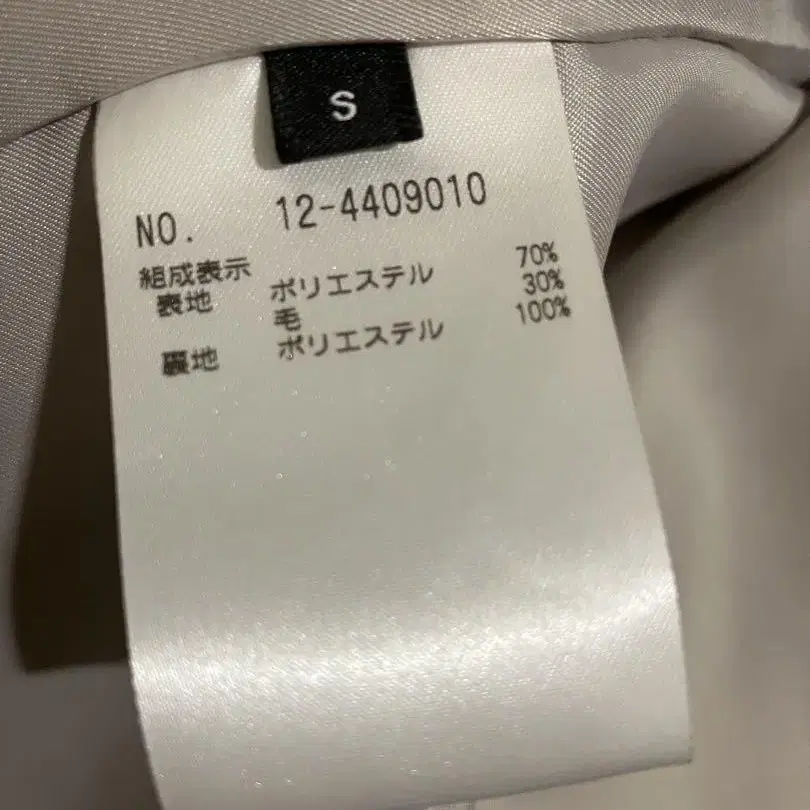 S
NO. 12-4409010
組成表示
表地 ポリエステル 70%
毛 30%
裏地 ポリエステル 100%